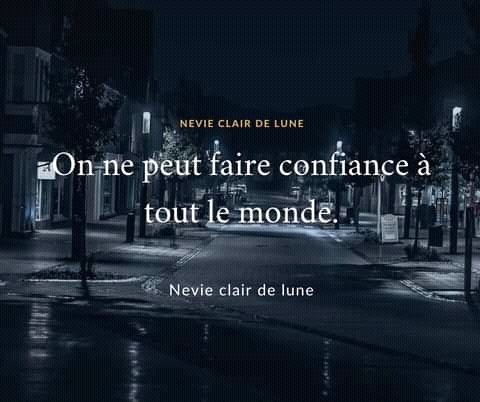 NEVIE CLAIR DE LUNE
On ne peut faire confiance à
tout le monde.
Nevie clair de lune